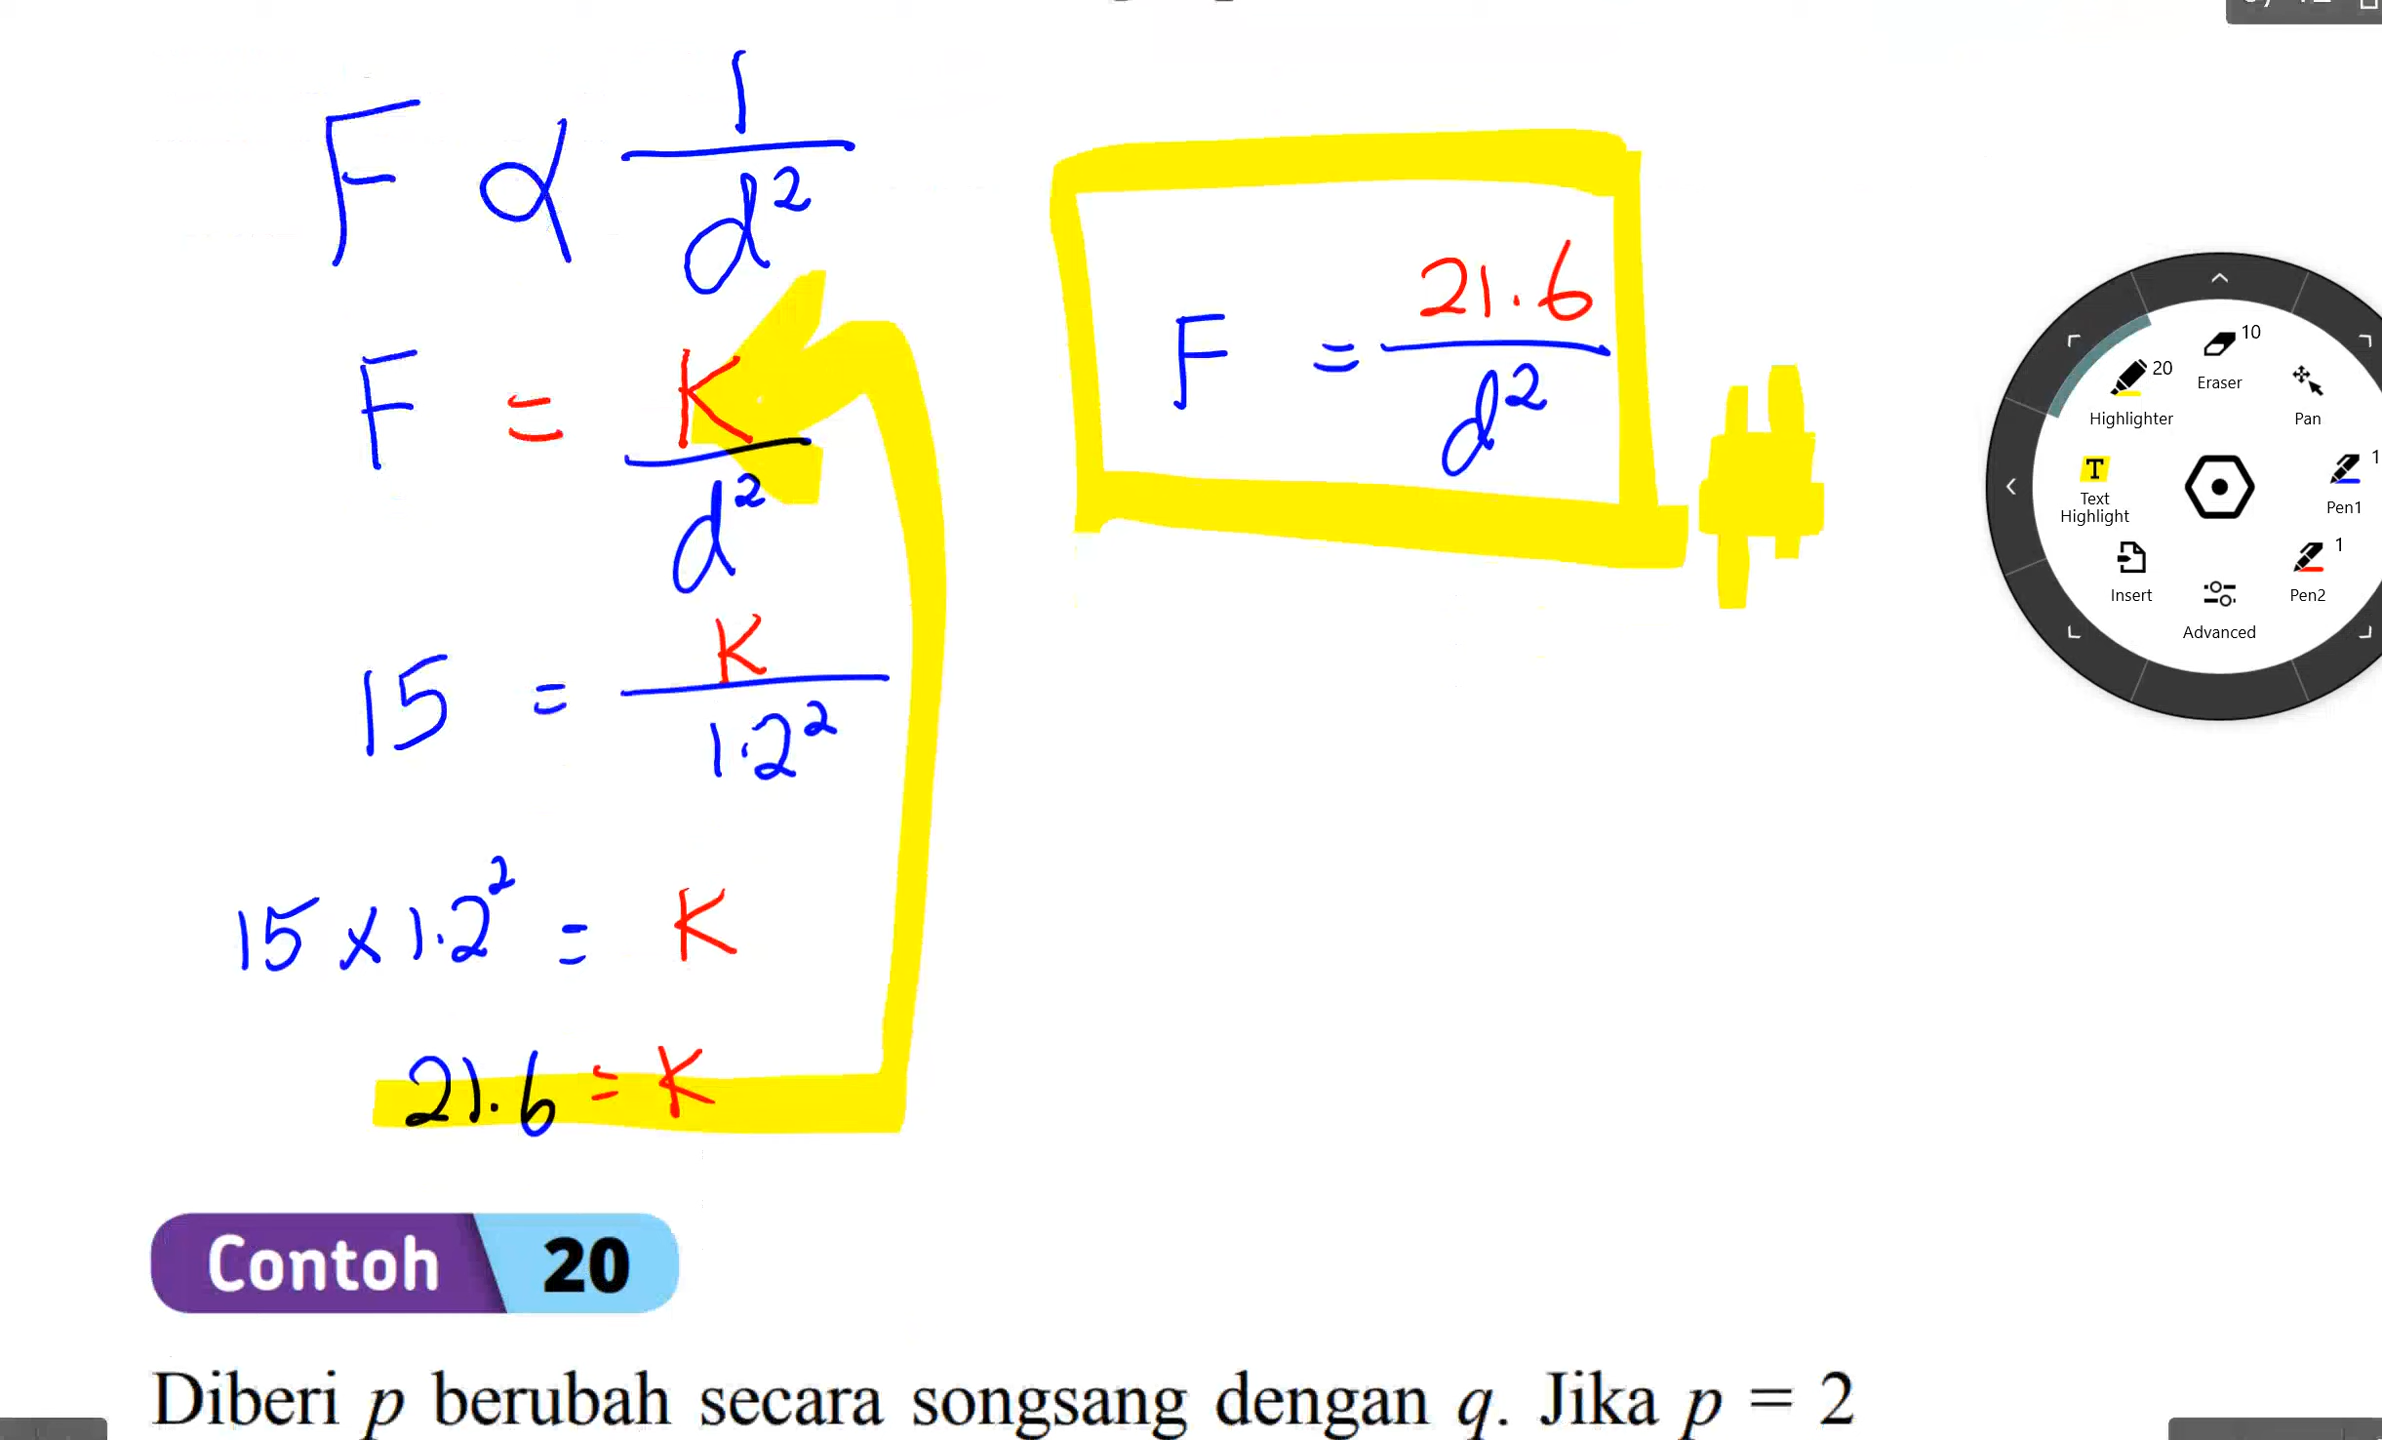 F ∝ 1/d²
F = K/d²
15 = K/1.2²
15 × 1.2² = K
21.6 = K
F = 21.6/d²
10
Eraser
20
Highlighter
Pan
T
Text
Highlight
1
Pen1
Insert
1
Pen2
Advanced
Contoh 20
Diberi p berubah secara songsang dengan q. Jika p = 2